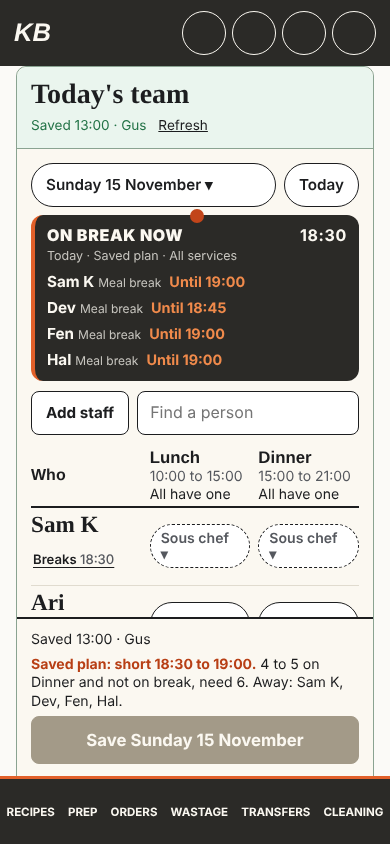 KB
Today's team
Saved 13:00 · Gus Refresh
Sunday 15 November ▾ Today
ON BREAK NOW 18:30
Today · Saved plan · All services
Sam K Meal break Until 19:00
Dev Meal break Until 18:45
Fen Meal break Until 19:00
Hal Meal break Until 19:00
Add staff Find a person
Who Lunch Dinner
10:00 to 15:00 15:00 to 21:00
All have one All have one
Sam K
Sous chef ▾ Sous chef ▾
Breaks 18:30
Ari
Saved 13:00 · Gus
Saved plan: short 18:30 to 19:00. 4 to 5 on
Dinner and not on break, need 6. Away: Sam K,
Dev, Fen, Hal.
Save Sunday 15 November
RECIPES PREP ORDERS WASTAGE TRANSFERS CLEANING